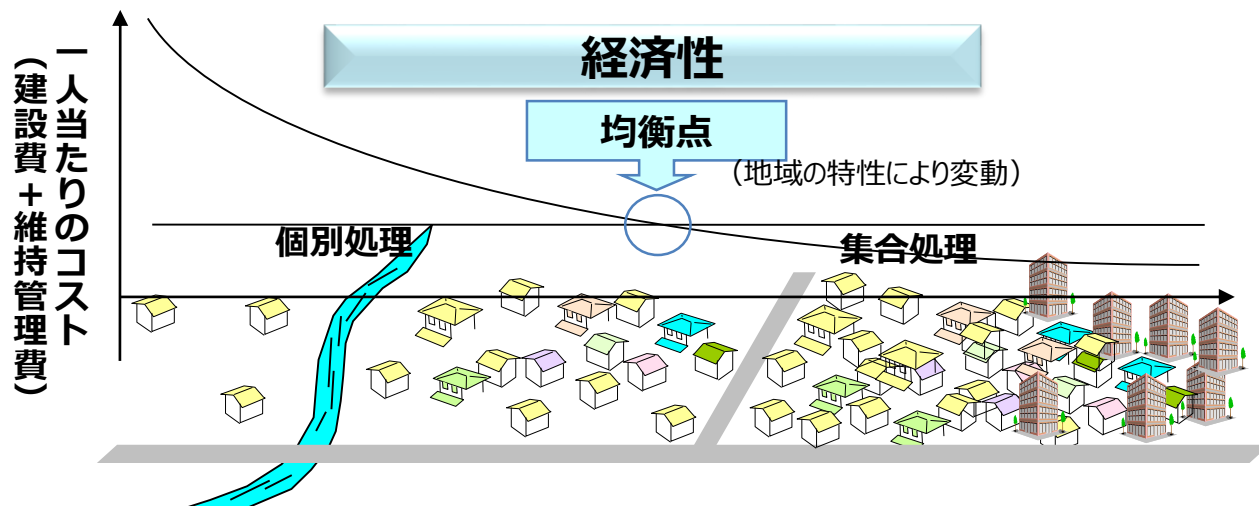 経済性
均衡点
（地域の特性により変動）
一人当たりのコスト
（建設費＋維持管理費）
個別処理
集合処理